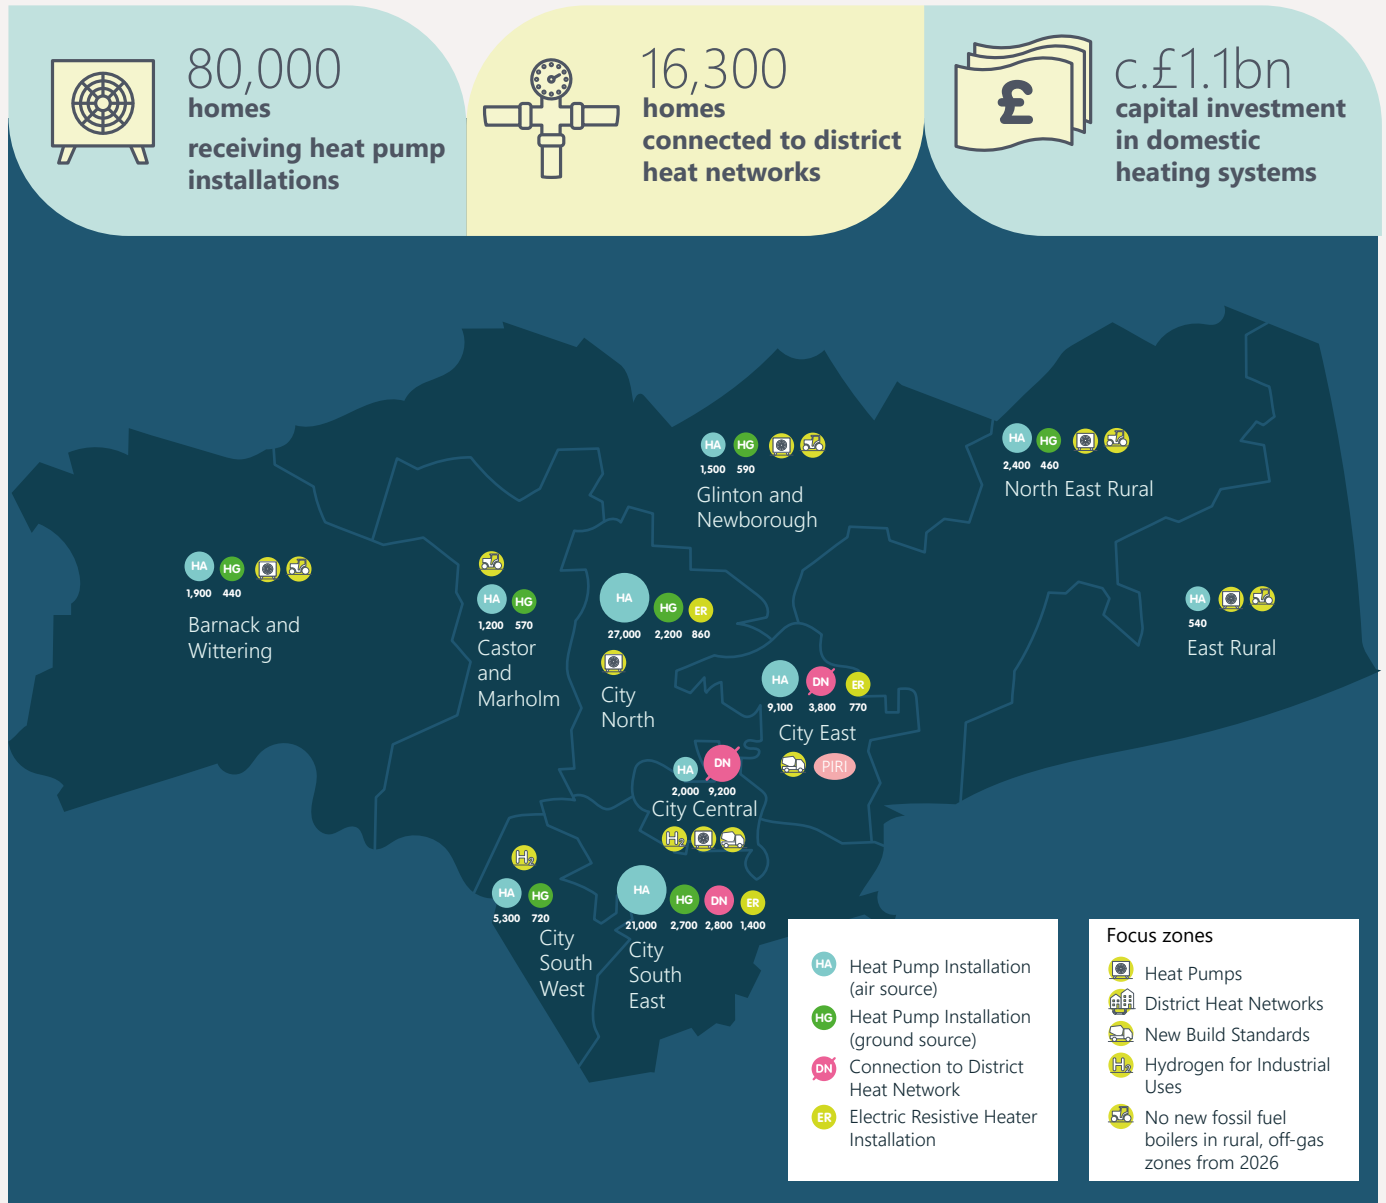 80,000
homes
receiving heat pump
installations
16,300
homes
connected to district
heat networks
£
c.£1.1bn
capital investment
in domestic
heating systems
HA HG
1,500 590
Glinton and
Newborough
HA HG
2,400 460
North East Rural
HA HG
1,900 440
Barnack and
Wittering
HA HG
1,200 570
Castor
and
Marholm
HA HG ER
27,000 2,200 860
City
North
HA
540
East Rural
HA DN ER
9,100 3,800 770
City East
PIRI
HA DN
2,000 9,200
City Central
H₂
H₂
HA HG
5,300 720
City
South
West
HA HG DN ER
21,000 2,700 2,800 1,400
City
South
East
HA Heat Pump Installation
(air source)
HG Heat Pump Installation
(ground source)
DN Connection to District
Heat Network
ER Electric Resistive Heater
Installation
Focus zones
Heat Pumps
District Heat Networks
New Build Standards
H₂ Hydrogen for Industrial
Uses
No new fossil fuel
boilers in rural, off-gas
zones from 2026